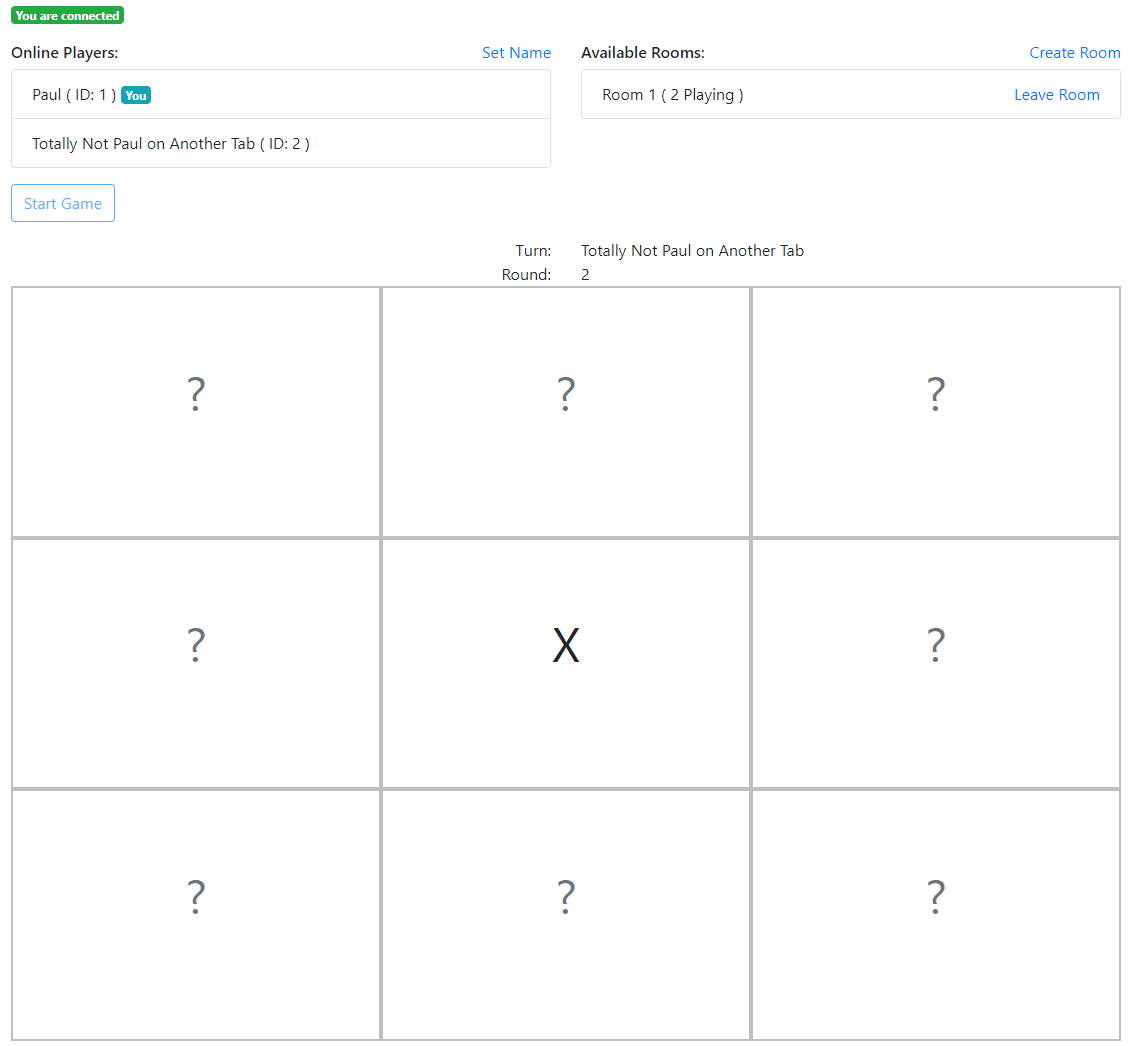 You are connected
Online Players:
Set Name
Paul ( ID: 1 ) You
Totally Not Paul on Another Tab ( ID: 2 )
Available Rooms:
Create Room
Room 1 ( 2 Playing )
Leave Room
Start Game
Turn: Totally Not Paul on Another Tab
Round: 2
? ? ?
? X ?
? ? ?